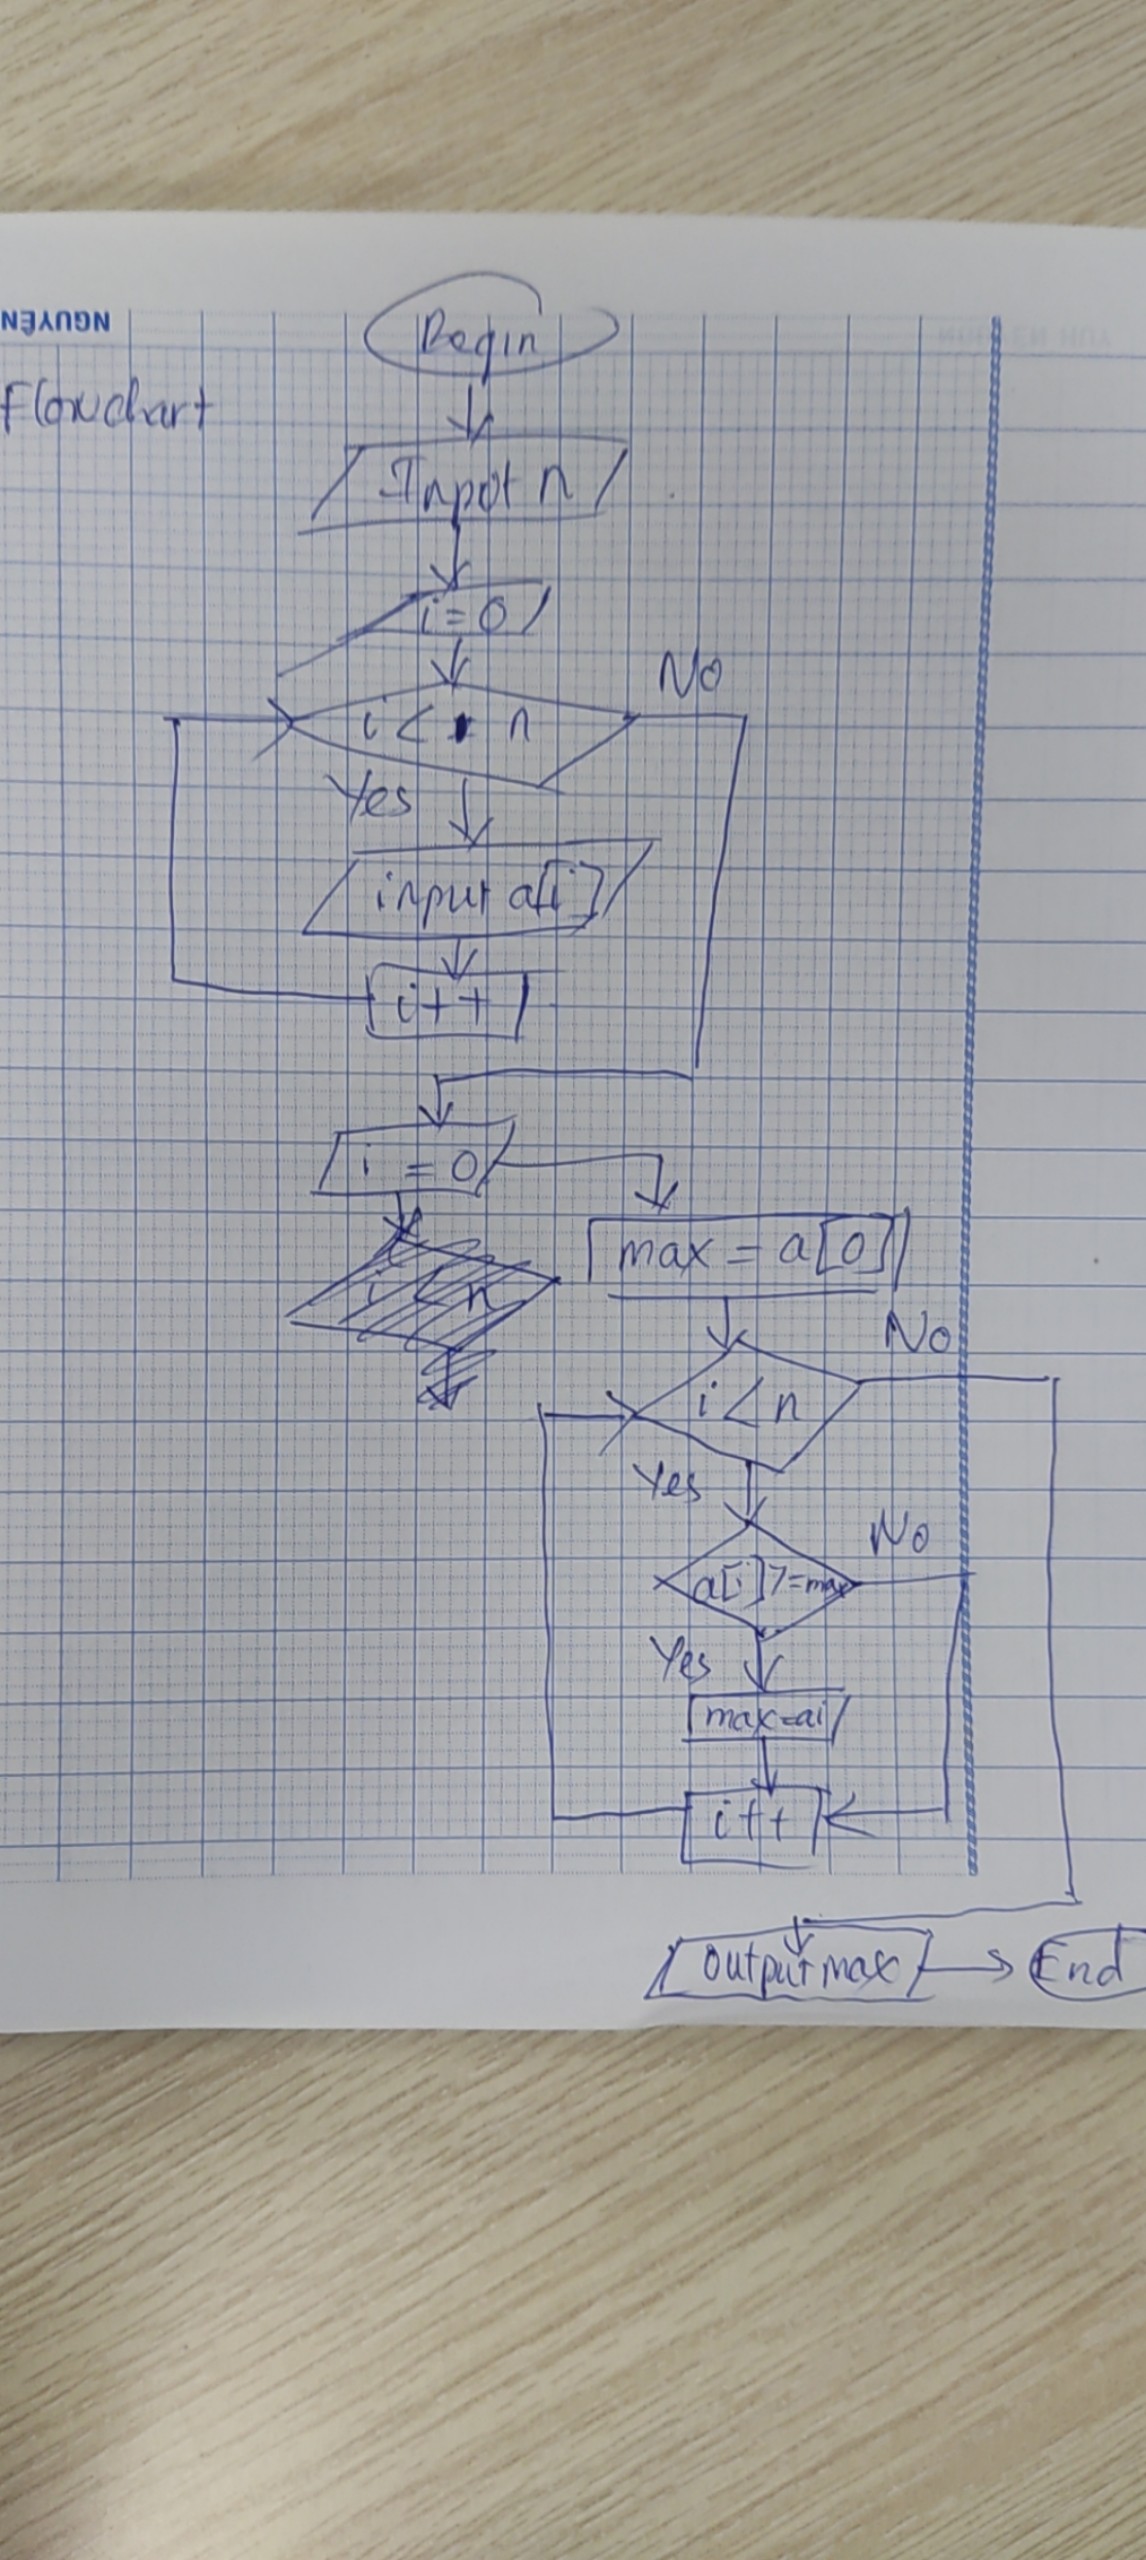 NGUYỄN
Flowchart
Begin
Input n
i = 0
i < n
No
Yes
input a[i]
i++
i = 0
i < n
max = a[0]
i < n
No
Yes
a[i] >= max
No
Yes
max=ai
i++
output max
End